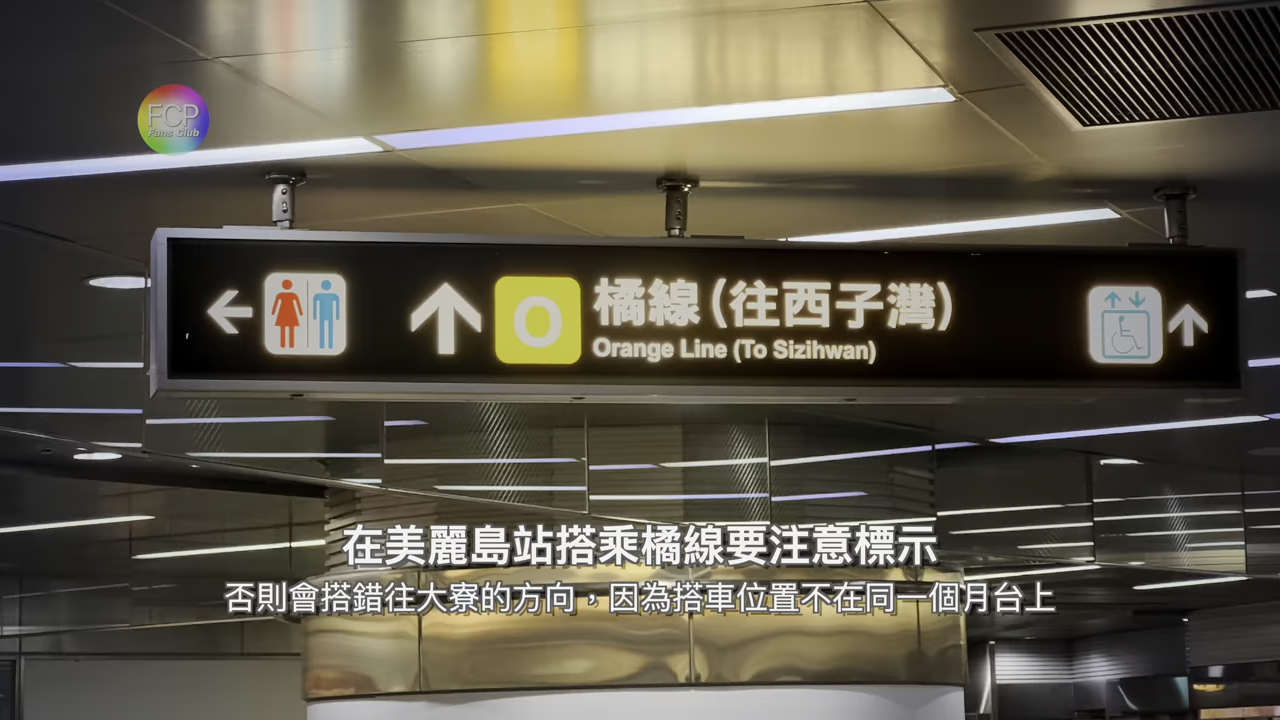 FCP
Fans Club
O
橘線(往西子灣)
Orange Line (To Sizihwan)
在美麗島站搭乘橘線要注意標示
否則會搭錯往大寮的方向，因為搭車位置不在同一個月台上